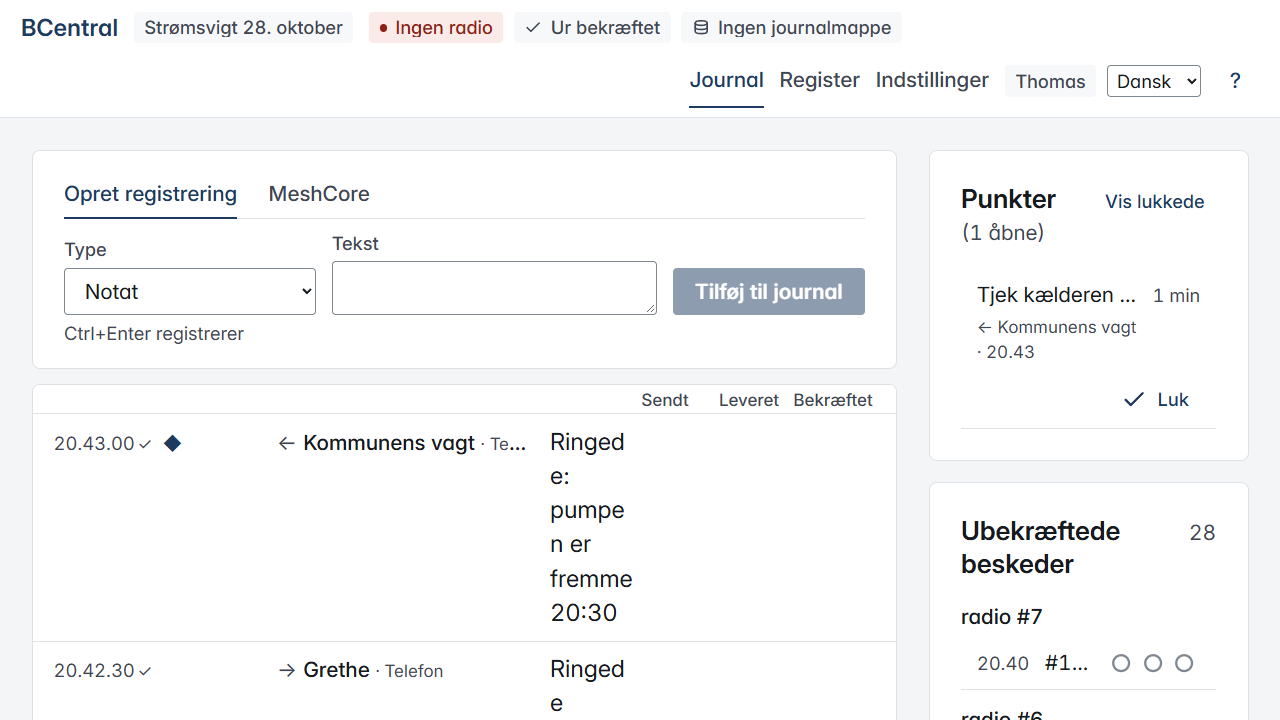 BCentral
Strømsvigt 28. oktober
Ingen radio
Ur bekræftet
Ingen journalmappe
Journal
Register
Indstillinger
Thomas
Dansk
?
Opret registrering
MeshCore
Type
Notat
Tekst
Tilføj til journal
Ctrl+Enter registrerer
Sendt
Leveret
Bekræftet
20.43.00
← Kommunens vagt · Te...
Ringed
e:
pumpe
n er
fremme
20:30
20.42.30
→ Grethe · Telefon
Ringed
e
Punkter
(1 åbne)
Vis lukkede
Tjek kælderen ...
1 min
← Kommunens vagt
· 20.43
Luk
Ubekræftede
beskeder
28
radio #7
20.40
#1...
radio #6